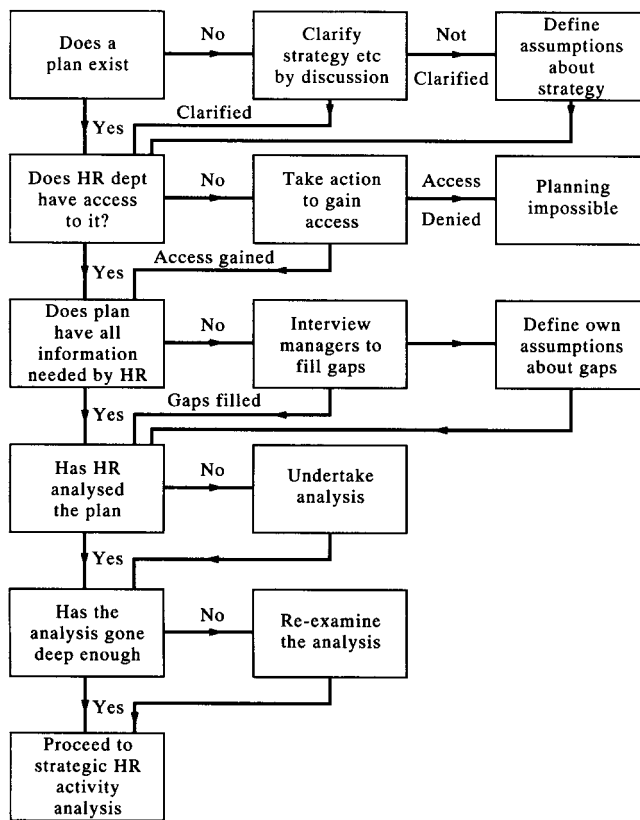 Does a
plan exist
No
Clarify
strategy etc
by discussion
Not
Clarified
Define
assumptions
about
strategy
Yes
Clarified
Does HR dept
have access
to it?
No
Take action
to gain
access
Access
Denied
Planning
impossible
Yes
Access gained
Does plan
have all
information
needed by HR
No
Interview
managers to
fill gaps
Define own
assumptions
about gaps
Yes
Gaps filled
Has HR
analysed
the plan
No
Undertake
analysis
Yes
Has the
analysis gone
deep enough
No
Re-examine
the analysis
Yes
Proceed to
strategic HR
activity
analysis